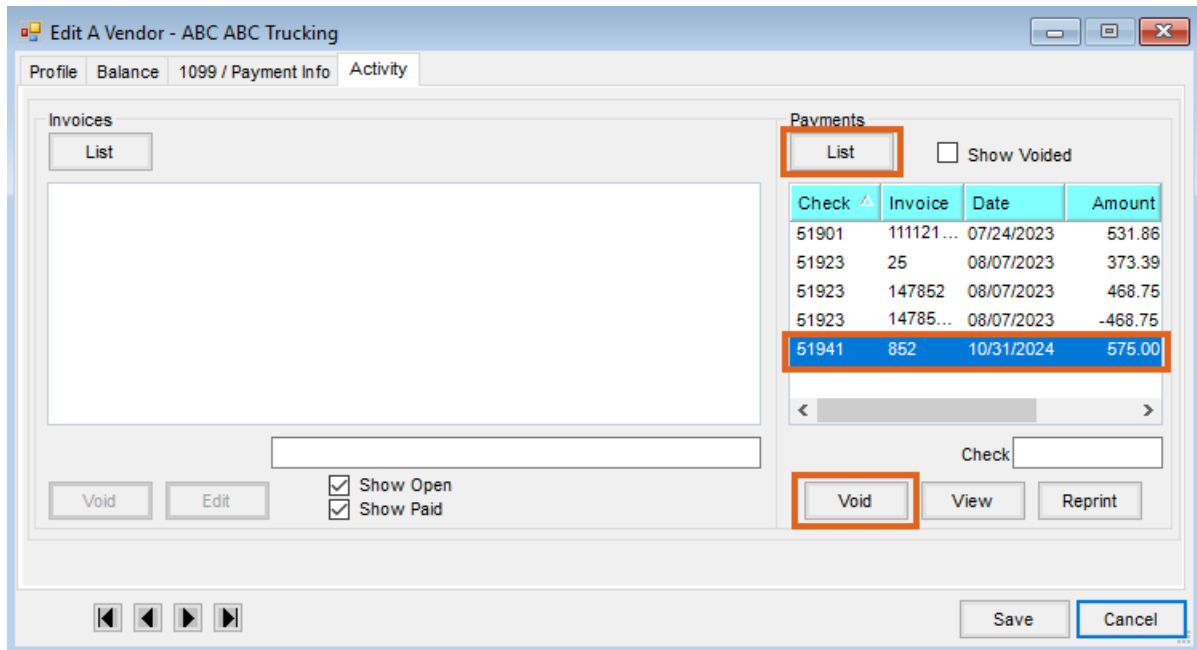 Edit A Vendor - ABC ABC Trucking
Profile Balance 1099 / Payment Info Activity
Invoices
List
Payments
List Show Voided
Check Invoice Date Amount
51901 111121... 07/24/2023 531.86
51923 25 08/07/2023 373.39
51923 147852 08/07/2023 468.75
51923 14785... 08/07/2023 -468.75
51941 852 10/31/2024 575.00
Check
Void Edit
Show Open
Show Paid
Void View Reprint
Save Cancel